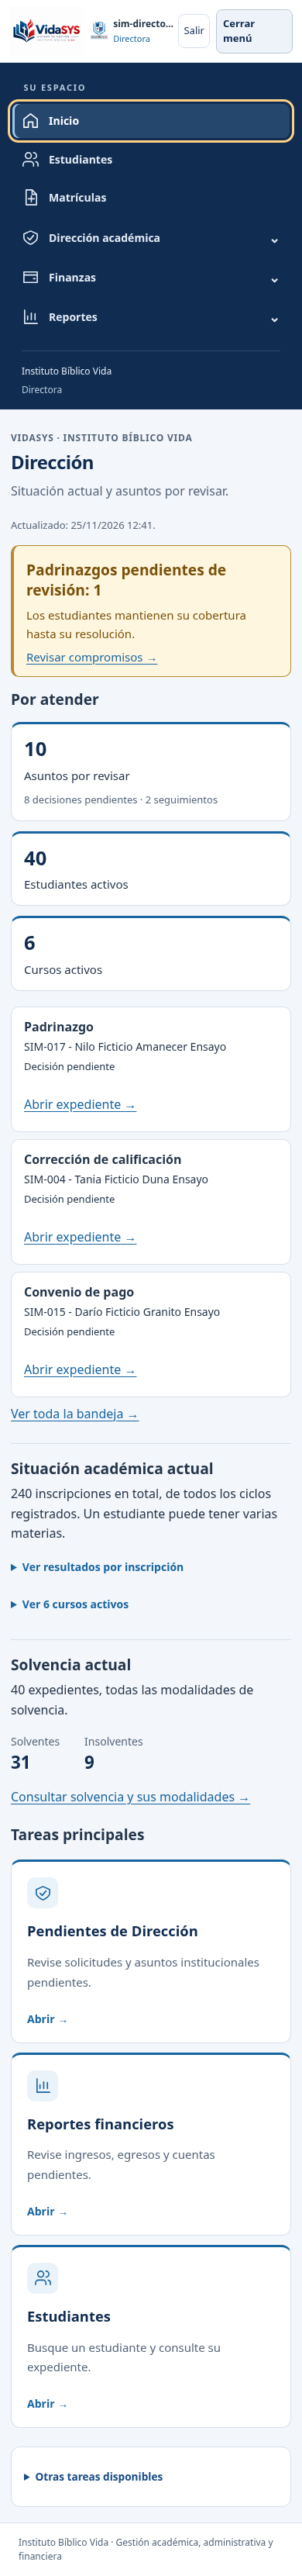 VidaSYS
sim-directo...
Directora
Salir
Cerrar
menú
SU ESPACIO
Inicio
Estudiantes
Matrículas
Dirección académica
Finanzas
Reportes
Instituto Bíblico Vida
Directora
VIDASYS · INSTITUTO BÍBLICO VIDA
Dirección
Situación actual y asuntos por revisar.
Actualizado: 25/11/2026 12:41.
Padrinazgos pendientes de
revisión: 1
Los estudiantes mantienen su cobertura
hasta su resolución.
Revisar compromisos →
Por atender
10
Asuntos por revisar
8 decisiones pendientes · 2 seguimientos
40
Estudiantes activos
6
Cursos activos
Padrinazgo
SIM-017 - Nilo Ficticio Amanecer Ensayo
Decisión pendiente
Abrir expediente →
Corrección de calificación
SIM-004 - Tania Ficticio Duna Ensayo
Decisión pendiente
Abrir expediente →
Convenio de pago
SIM-015 - Darío Ficticio Granito Ensayo
Decisión pendiente
Abrir expediente →
Ver toda la bandeja →
Situación académica actual
240 inscripciones en total, de todos los ciclos
registrados. Un estudiante puede tener varias
materias.
Ver resultados por inscripción
Ver 6 cursos activos
Solvencia actual
40 expedientes, todas las modalidades de
solvencia.
Solventes Insolventes
31 9
Consultar solvencia y sus modalidades →
Tareas principales
Pendientes de Dirección
Revise solicitudes y asuntos institucionales
pendientes.
Abrir →
Reportes financieros
Revise ingresos, egresos y cuentas
pendientes.
Abrir →
Estudiantes
Busque un estudiante y consulte su
expediente.
Abrir →
Otras tareas disponibles
Instituto Bíblico Vida · Gestión académica, administrativa y
financiera